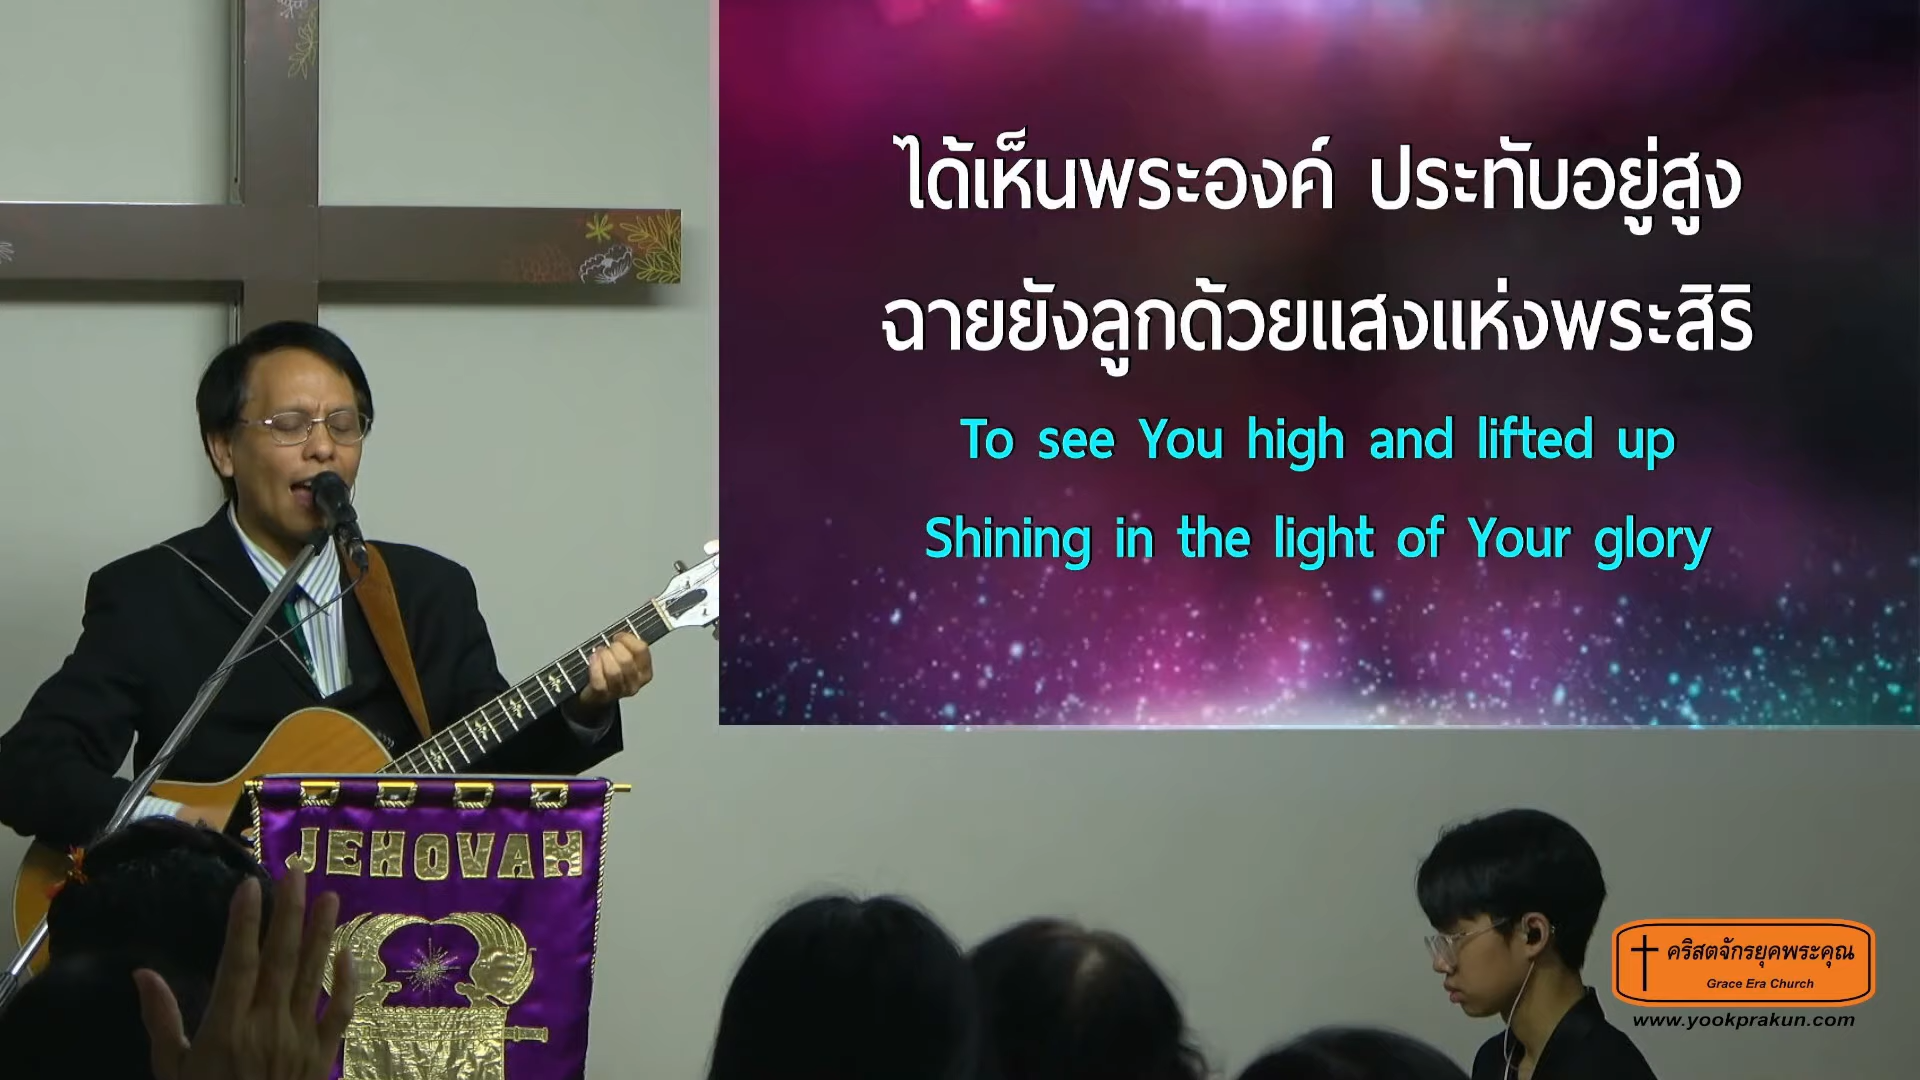 ได้เห็นพระองค์ ประทับอยู่สูง
ฉายยังลูกด้วยแสงแห่งพระสิริ
To see You high and lifted up
Shining in the light of Your glory
JEHOVAH
คริสตจักรยุคพระคุณ
Grace Era Church
www.yookprakun.com